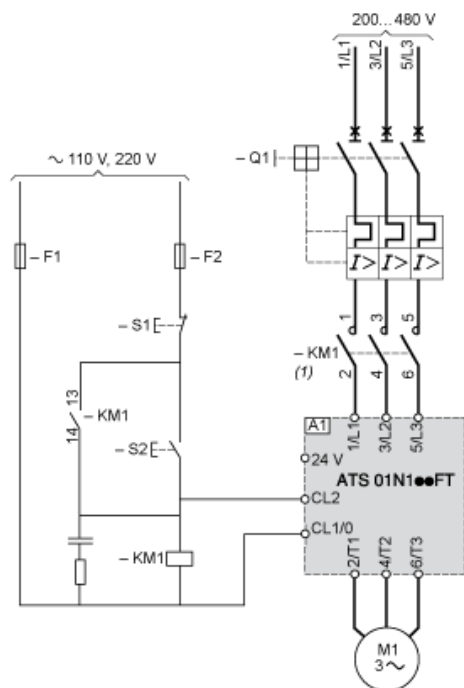 200... 480 V
1/L1
3/L2
5/L3
– Q1
~ 110 V, 220 V
– F1
– F2
I>
I>
I>
– S1
1
3
5
– KM1
(1)
2
4
6
13
14
– KM1
– S2
A1
1/L1
3/L2
5/L3
24 V
ATS 01N1●●FT
CL2
CL1/0
– KM1
2/T1
4/T2
6/T3
M1
3 ~